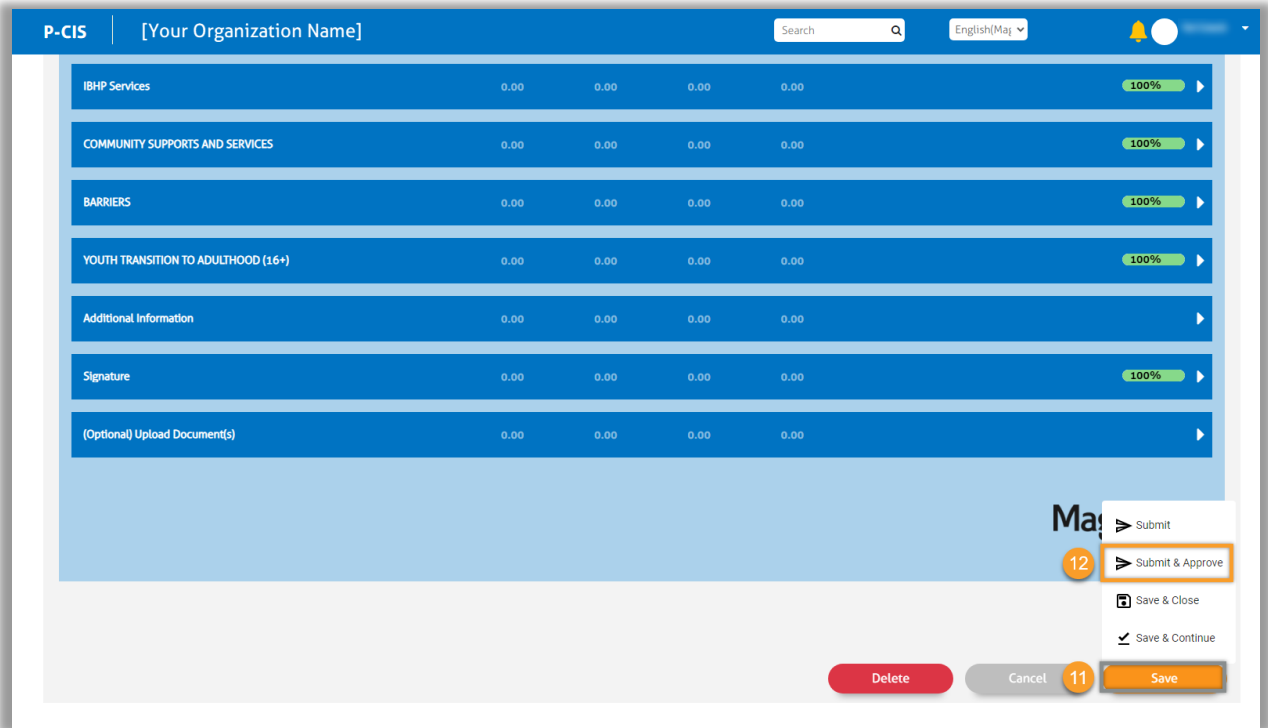 P-CIS [Your Organization Name] Search English(Maj
IBHP Services 0.00 0.00 0.00 0.00 100%
COMMUNITY SUPPORTS AND SERVICES 0.00 0.00 0.00 0.00 100%
BARRIERS 0.00 0.00 0.00 0.00 100%
YOUTH TRANSITION TO ADULTHOOD (16+) 0.00 0.00 0.00 0.00 100%
Additional Information 0.00 0.00 0.00 0.00
Signature 0.00 0.00 0.00 0.00 100%
(Optional) Upload Document(s) 0.00 0.00 0.00 0.00
Mag
Submit
12 Submit & Approve
Save & Close
Save & Continue
Delete Cancel 11 Save